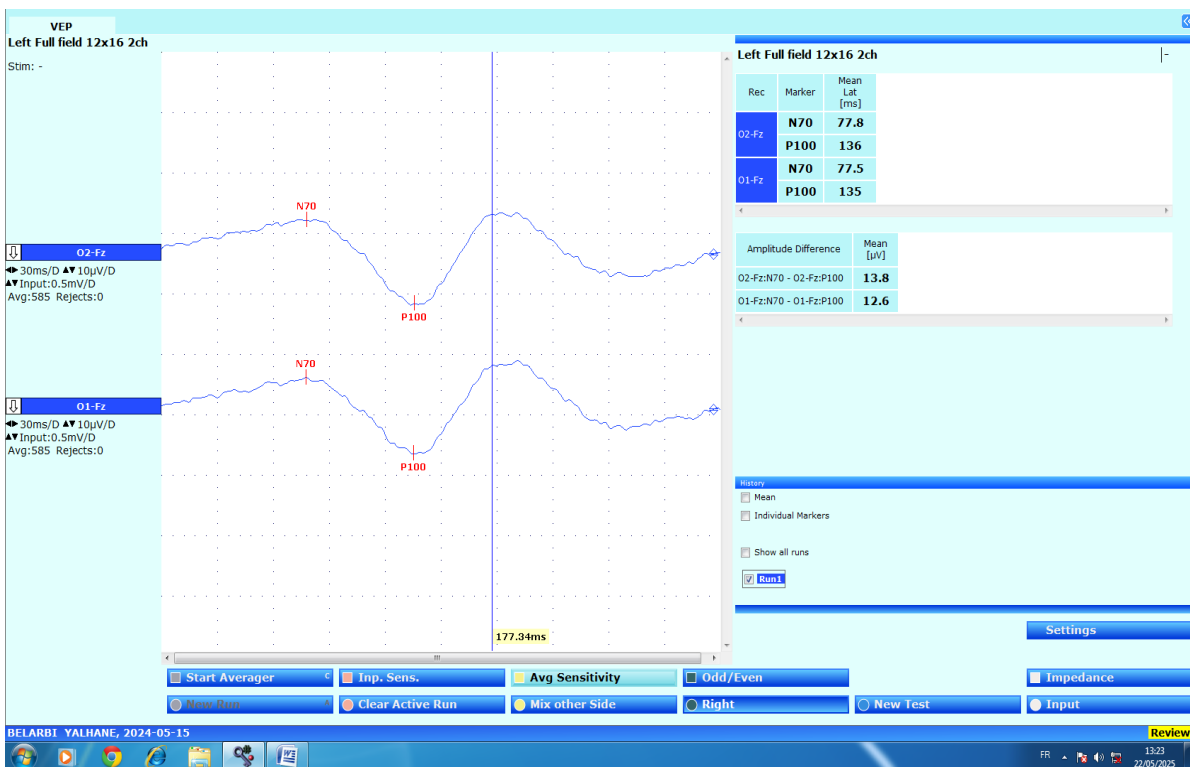 VEP
Left Full field 12x16 2ch
Stim: -
O2-Fz
30ms/D 10µV/D
Input:0.5mV/D
Avg:585 Rejects:0
O1-Fz
30ms/D 10µV/D
Input:0.5mV/D
Avg:585 Rejects:0
N70
P100
N70
P100
177.34ms
Left Full field 12x16 2ch -
Rec Marker Mean Lat [ms]
O2-Fz N70 77.8
P100 136
O1-Fz N70 77.5
P100 135
Amplitude Difference Mean [µV]
O2-Fz:N70 - O2-Fz:P100 13.8
O1-Fz:N70 - O1-Fz:P100 12.6
History
Mean
Individual Markers
Show all runs
Run1
Settings
Start Averager C Inp. Sens. Avg Sensitivity Odd/Even Impedance
New Run A Clear Active Run Mix other Side Right New Test Input
BELARBI YALHANE, 2024-05-15 Review
FR 13:23
22/05/2025